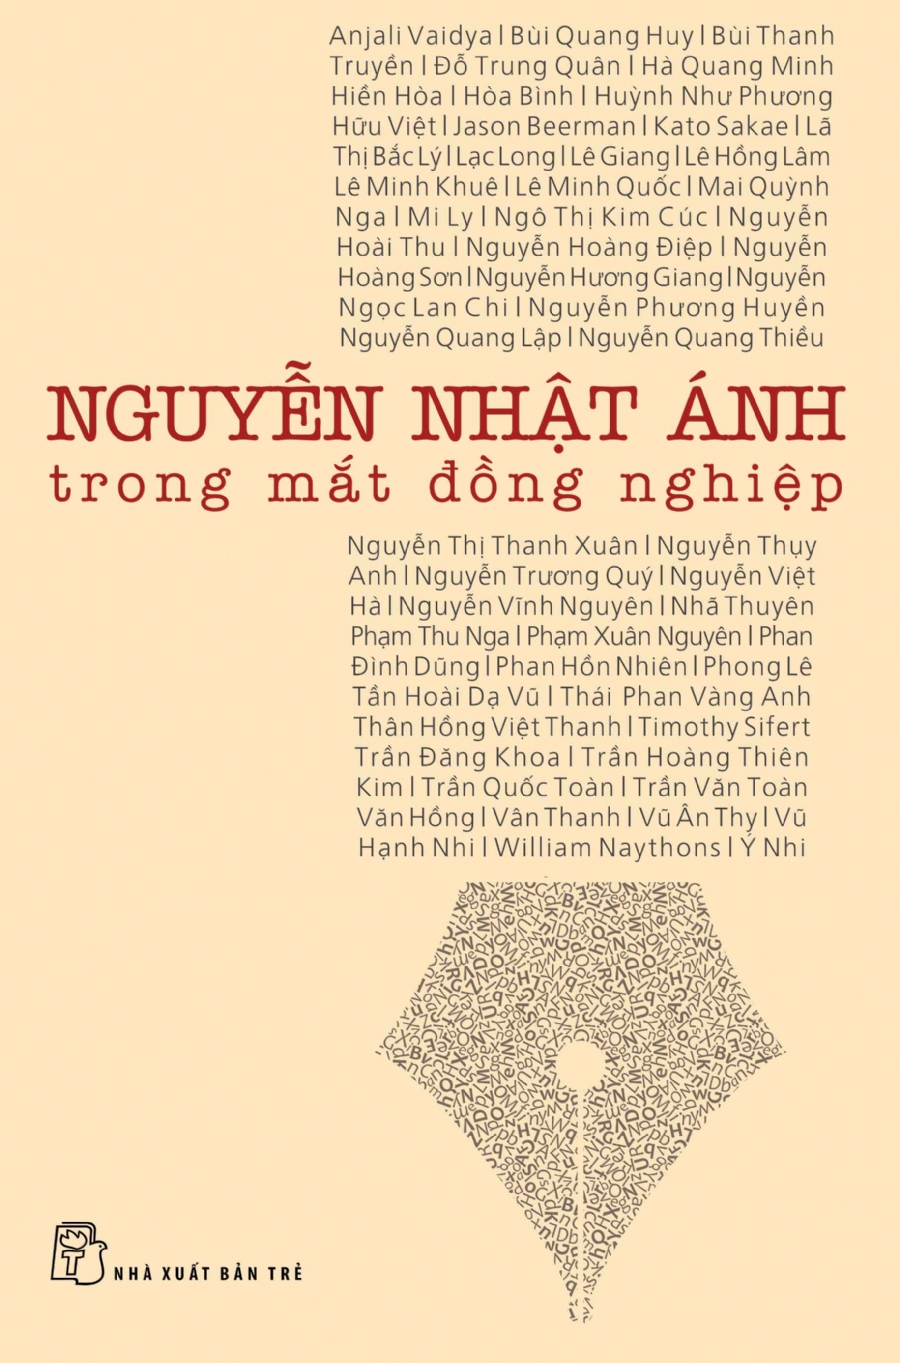 Anjali Vaidya | Bùi Quang Huy | Bùi Thanh
Truyền | Đỗ Trung Quân | Hà Quang Minh
Hiền Hòa | Hòa Bình | Huỳnh Như Phương
Hữu Việt | Jason Beerman | Kato Sakae | Lã
Thị Bắc Lý | Lạc Long | Lê Giang | Lê Hồng Lâm
Lê Minh Khuê | Lê Minh Quốc | Mai Quỳnh
Nga | Mi Ly | Ngô Thị Kim Cúc | Nguyễn
Hoài Thu | Nguyễn Hoàng Điệp | Nguyễn
Hoàng Sơn | Nguyễn Hương Giang | Nguyễn
Ngọc Lan Chi | Nguyễn Phương Huyền
Nguyễn Quang Lập | Nguyễn Quang Thiều
NGUYỄN NHẬT ÁNH
trong mắt đồng nghiệp
Nguyễn Thị Thanh Xuân | Nguyễn Thụy
Anh | Nguyễn Trương Quý | Nguyễn Việt
Hà | Nguyễn Vĩnh Nguyên | Nhã Thuyên
Phạm Thu Nga | Phạm Xuân Nguyên | Phan
Đình Dũng | Phan Hồn Nhiên | Phong Lê
Tần Hoài Dạ Vũ | Thái Phan Vàng Anh
Thân Hồng Việt Thanh | Timothy Sifert
Trần Đăng Khoa | Trần Hoàng Thiên
Kim | Trần Quốc Toàn | Trần Văn Toàn
Văn Hồng | Vân Thanh | Vũ Ân Thy | Vũ
Hạnh Nhi | William Naythons | Ý Nhi
T
NHÀ XUẤT BẢN TRẺ